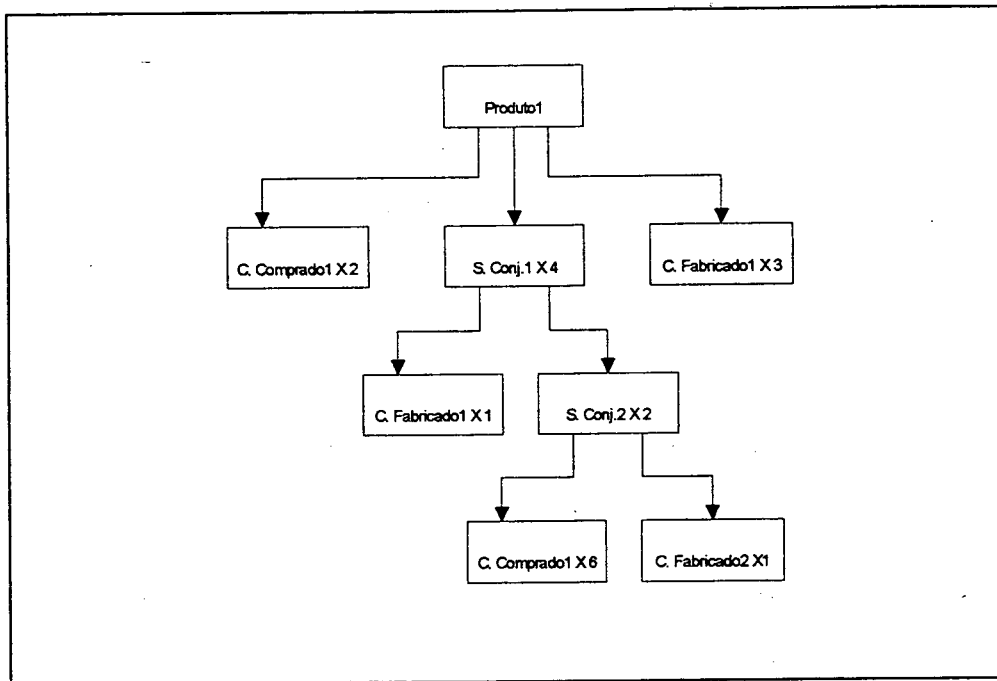 Produto1
C. Comprado1 X 2
S. Conj.1 X 4
C. Fabricado1 X 3
C. Fabricado1 X 1
S. Conj.2 X 2
C. Comprado1 X 6
C. Fabricado2 X1